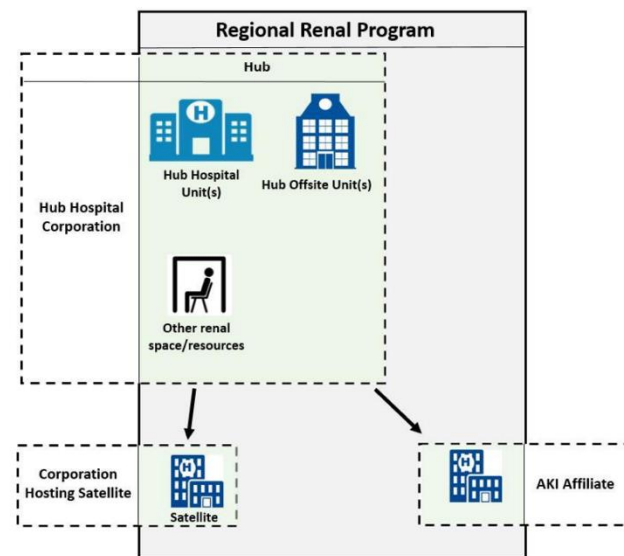 Regional Renal Program
Hub
H
Hub Hospital
Unit(s)
Hub Offsite Unit(s)
Hub Hospital
Corporation
Other renal
space/resources
Corporation
Hosting Satellite
H
Satellite
H
AKI Affiliate